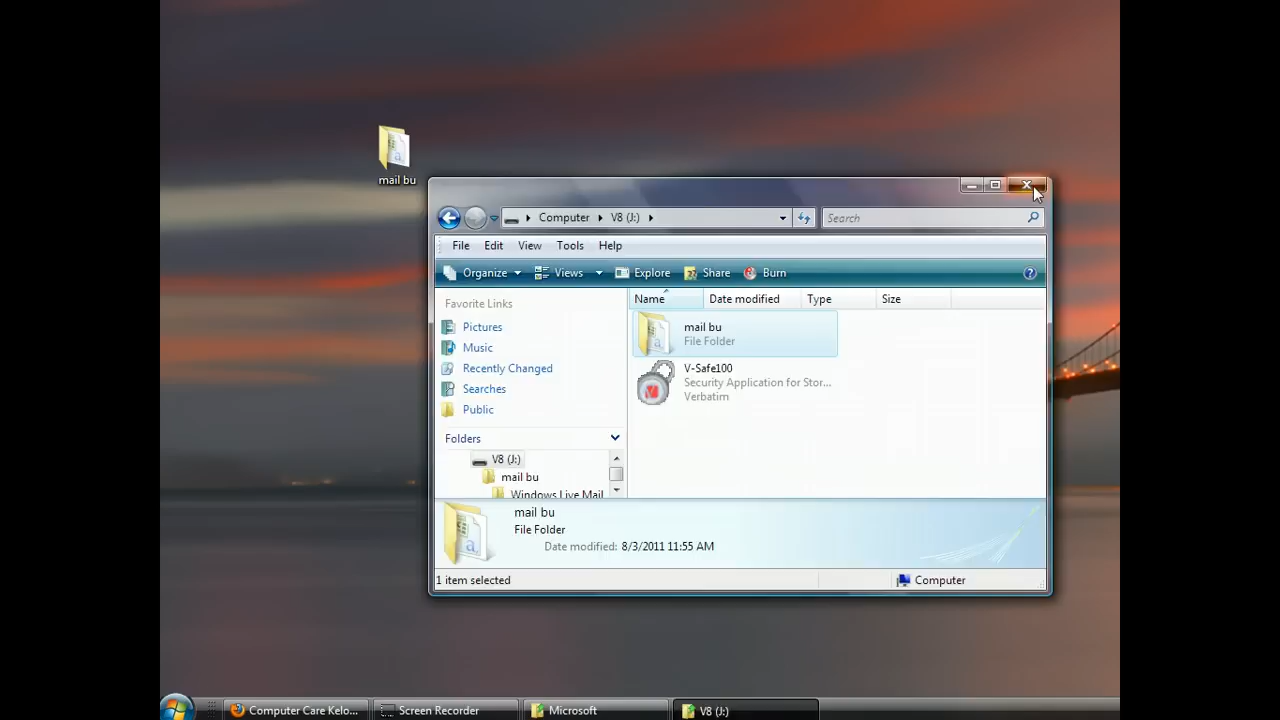 mail bu
Computer
V8 (J:)
Search
File Edit View Tools Help
Organize Views Explore Share Burn
Favorite Links
Pictures
Music
Recently Changed
Searches
Public
Folders
V8 (J:)
mail bu
Windows Live Mail
Name Date modified Type Size
mail bu
File Folder
V-Safe100
Security Application for Stor...
Verbatim
mail bu
File Folder
Date modified: 8/3/2011 11:55 AM
1 item selected
Computer
Computer Care Kelo... Screen Recorder Microsoft V8 (J:)